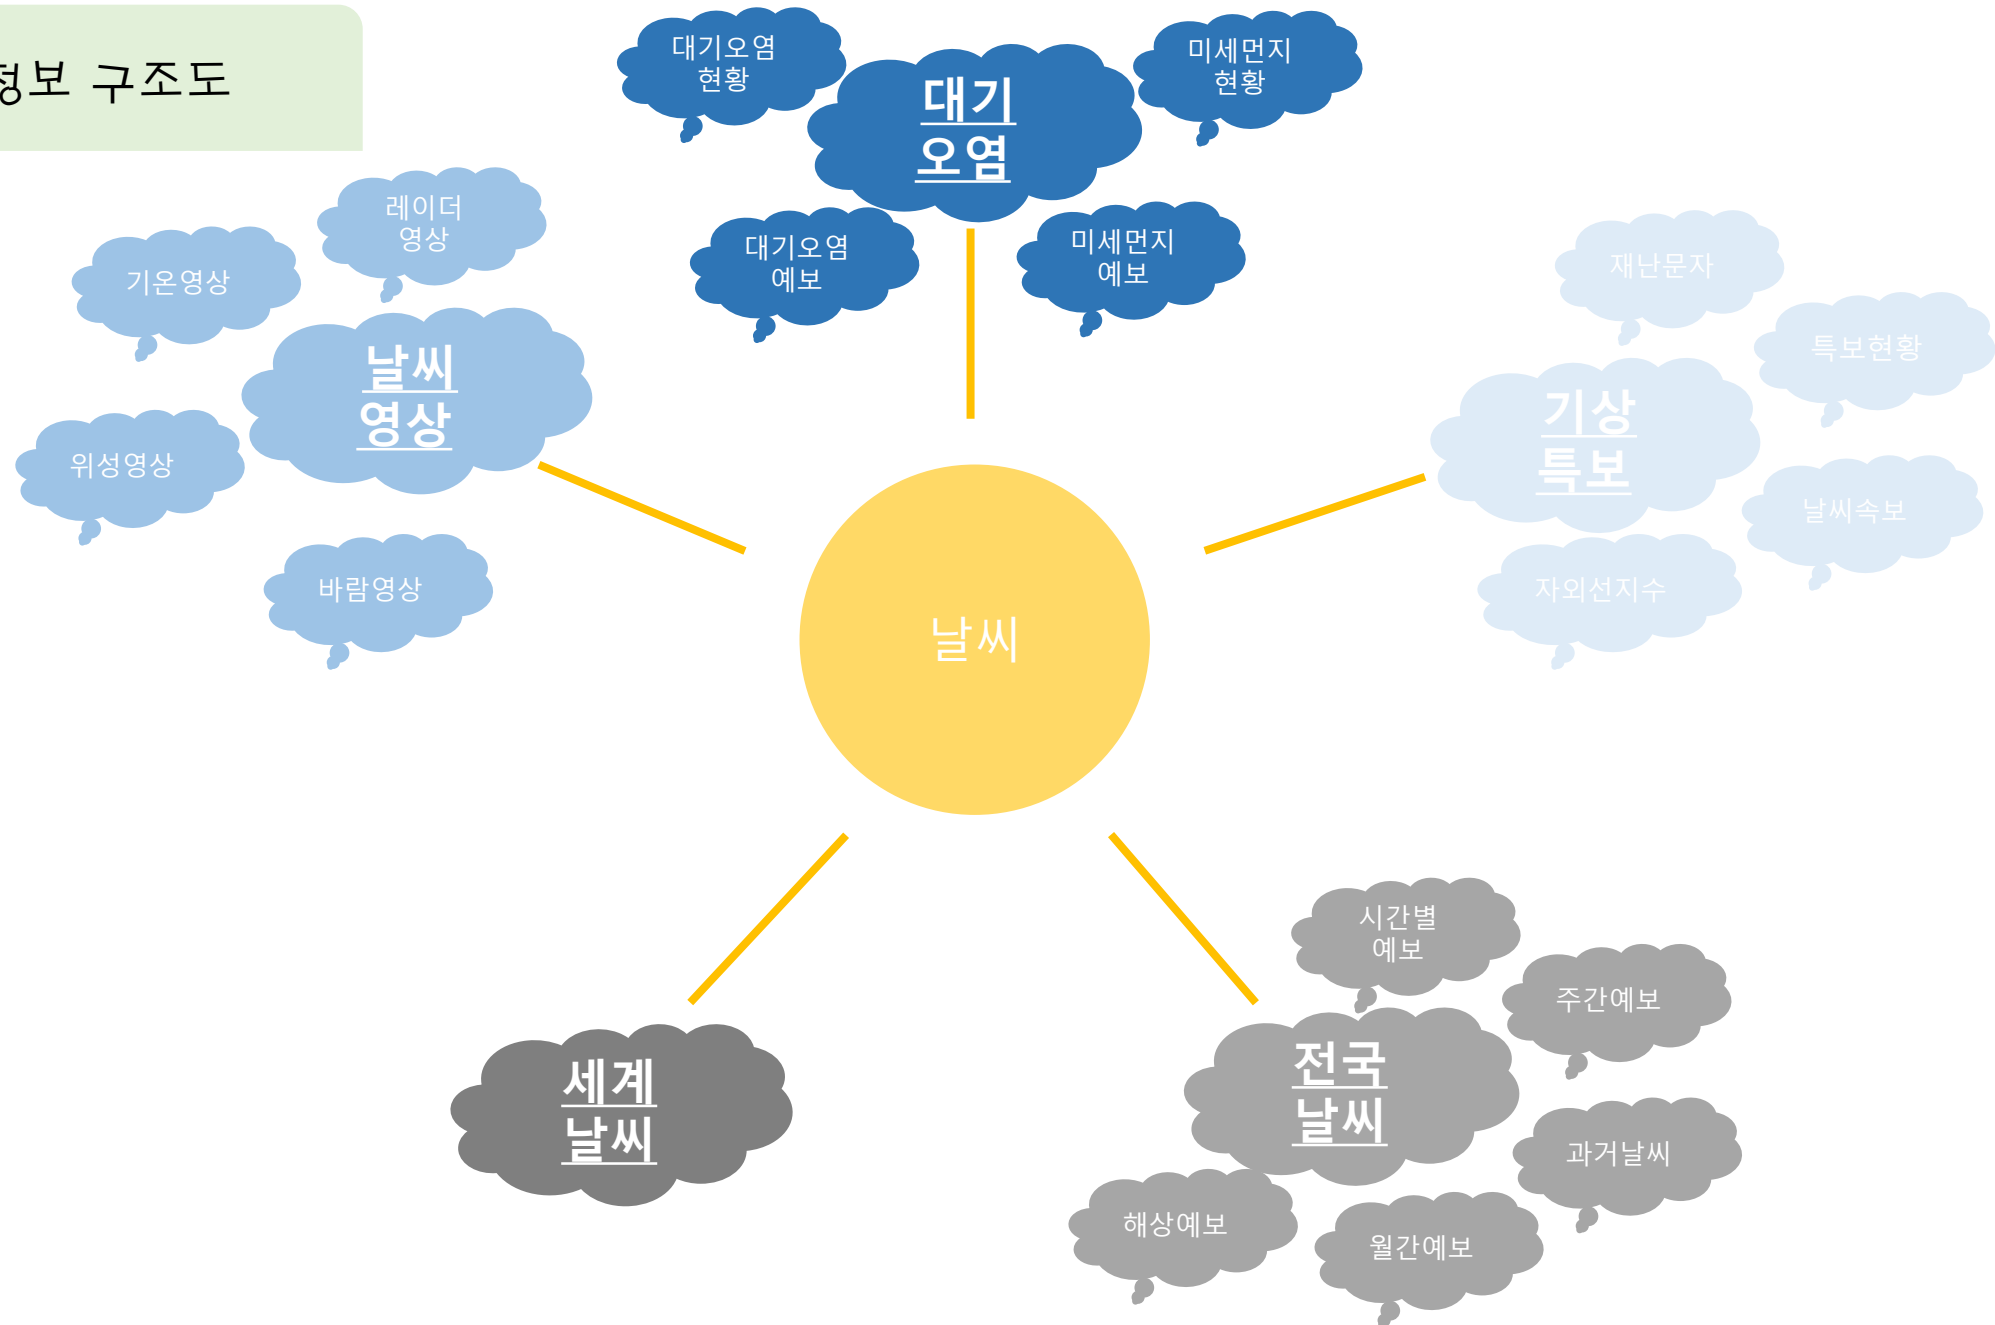 정보 구조도
대기오염
현황
미세먼지
현황
대기
오염
대기오염
예보
미세먼지
예보
레이더
영상
기온영상
날씨
영상
위성영상
바람영상
재난문자
특보현황
기상
특보
날씨속보
자외선지수
날씨
시간별
예보
주간예보
전국
날씨
과거날씨
해상예보
월간예보
세계
날씨